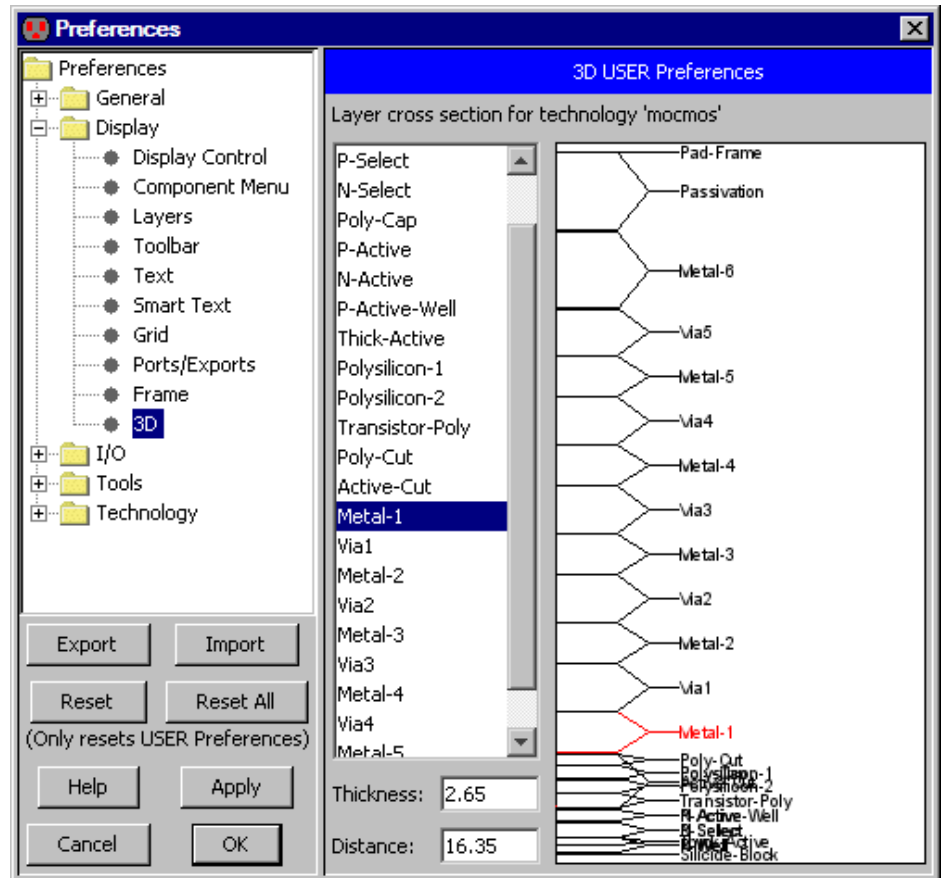 Preferences
Preferences
General
Display
Display Control
Component Menu
Layers
Toolbar
Text
Smart Text
Grid
Ports/Exports
Frame
3D
I/O
Tools
Technology
Export
Import
Reset
Reset All
(Only resets USER Preferences)
Help
Apply
Cancel
OK
3D USER Preferences
Layer cross section for technology 'mocmos'
P-Select
N-Select
Poly-Cap
P-Active
N-Active
P-Active-Well
Thick-Active
Polysilicon-1
Polysilicon-2
Transistor-Poly
Poly-Cut
Active-Cut
Metal-1
Via1
Metal-2
Via2
Metal-3
Via3
Metal-4
Via4
Metal-5
Thickness: 2.65
Distance: 16.35
Pad-Frame
Passivation
Metal-6
Via5
Metal-5
Via4
Metal-4
Via3
Metal-3
Via2
Metal-2
Via1
Metal-1
Poly-Cut
Polysilicon-1
Polysilicon-2
Transistor-Poly
Silicide-Block